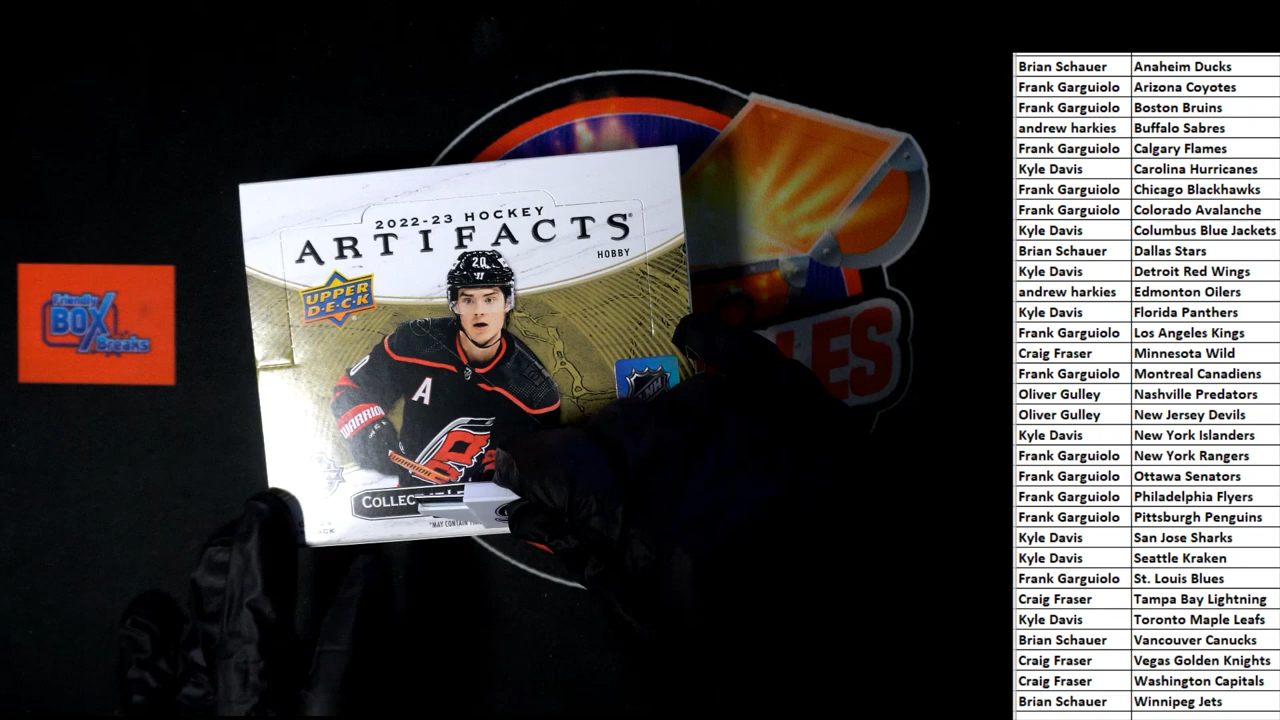 2022-23 HOCKEY
ARTIFACTS
HOBBY
20
UPPER
D.E.C.K
A
NHL
WARRIOR
COLLEC
*MAY CONTAIN
LES
Friendly
BOX
Breaks
Brian Schauer Anaheim Ducks
Frank Garguiolo Arizona Coyotes
Frank Garguiolo Boston Bruins
andrew harkies Buffalo Sabres
Frank Garguiolo Calgary Flames
Kyle Davis Carolina Hurricanes
Frank Garguiolo Chicago Blackhawks
Frank Garguiolo Colorado Avalanche
Kyle Davis Columbus Blue Jackets
Brian Schauer Dallas Stars
Kyle Davis Detroit Red Wings
andrew harkies Edmonton Oilers
Kyle Davis Florida Panthers
Frank Garguiolo Los Angeles Kings
Craig Fraser Minnesota Wild
Frank Garguiolo Montreal Canadiens
Oliver Gulley Nashville Predators
Oliver Gulley New Jersey Devils
Kyle Davis New York Islanders
Frank Garguiolo New York Rangers
Frank Garguiolo Ottawa Senators
Frank Garguiolo Philadelphia Flyers
Frank Garguiolo Pittsburgh Penguins
Kyle Davis San Jose Sharks
Kyle Davis Seattle Kraken
Frank Garguiolo St. Louis Blues
Craig Fraser Tampa Bay Lightning
Kyle Davis Toronto Maple Leafs
Brian Schauer Vancouver Canucks
Craig Fraser Vegas Golden Knights
Craig Fraser Washington Capitals
Brian Schauer Winnipeg Jets